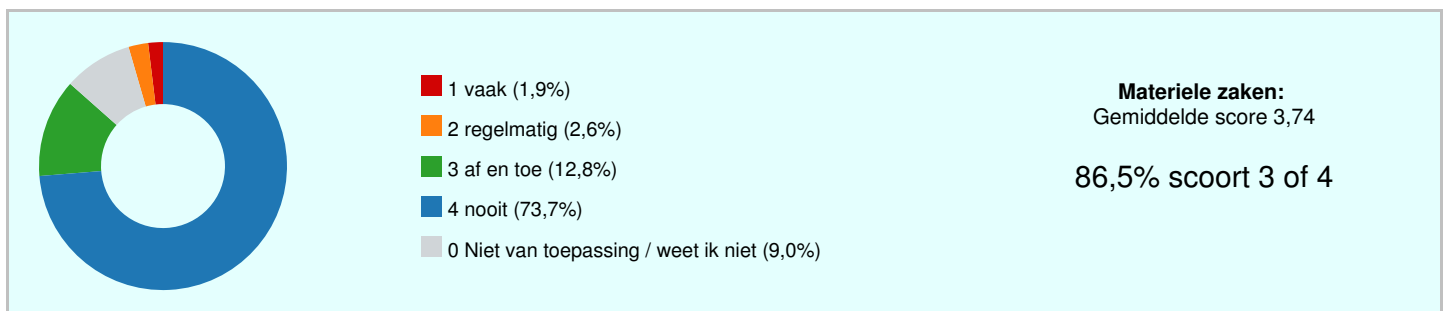 1 vaak (1,9%)
2 regelmatig (2,6%)
3 af en toe (12,8%)
4 nooit (73,7%)
0 Niet van toepassing / weet ik niet (9,0%)
Materiele zaken:
Gemiddelde score 3,74
86,5% scoort 3 of 4